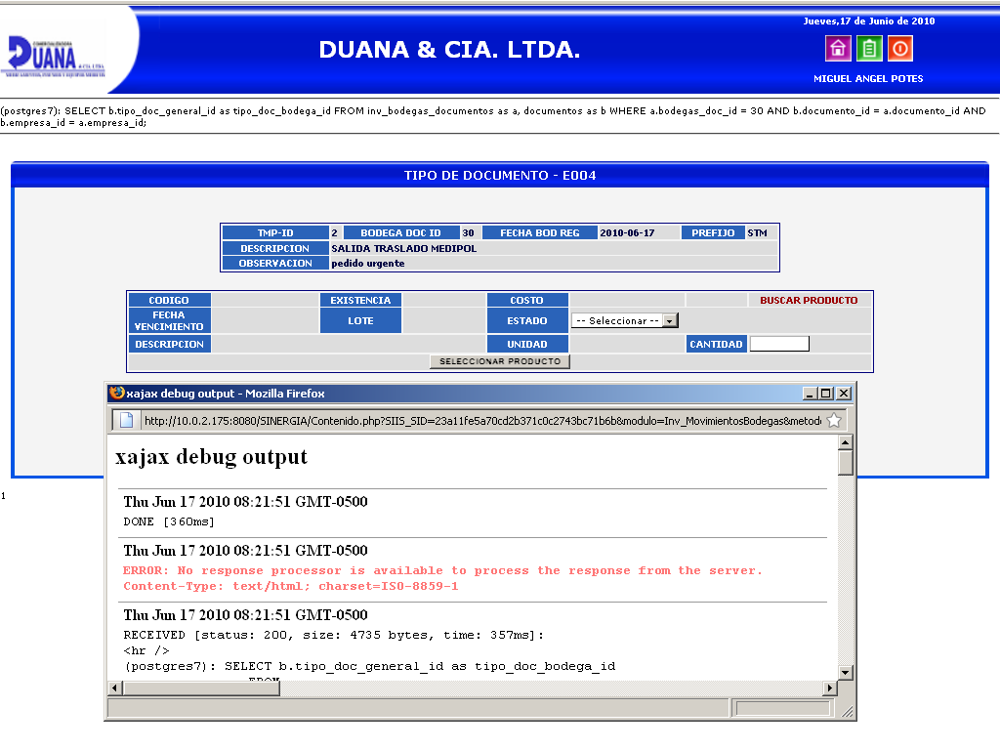 Jueves,17 de Junio de 2010
COMERCIALIZADORA
DUANA & CIA. LTDA.
DUANA & CIA. LTDA.
MIGUEL ANGEL POTES
(postgres7): SELECT b.tipo_doc_general_id as tipo_doc_bodega_id FROM inv_bodegas_documentos as a, documentos as b WHERE a.bodegas_doc_id = 30 AND b.documento_id = a.documento_id AND
b.empresa_id = a.empresa_id;
TIPO DE DOCUMENTO - E004
TMP-ID 2 BODEGA DOC ID 30 FECHA BOD REG 2010-06-17 PREFIJO STM
DESCRIPCION SALIDA TRASLADO MEDIPOL
OBSERVACION pedido urgente
CODIGO EXISTENCIA COSTO BUSCAR PRODUCTO
FECHA VENCIMIENTO LOTE ESTADO -- Seleccionar --
DESCRIPCION UNIDAD CANTIDAD
SELECCIONAR PRODUCTO
xajax debug output - Mozilla Firefox
http://10.0.2.175:8080/SINERGIA/Contenido.php?SIIS_SID=23a11fe5a70cd2b371c0c2743bc71b6b&modulo=Inv_MovimientosBodegas&metod
xajax debug output
1
Thu Jun 17 2010 08:21:51 GMT-0500
DONE [360ms]
Thu Jun 17 2010 08:21:51 GMT-0500
ERROR: No response processor is available to process the response from the server.
Content-Type: text/html; charset=ISO-8859-1
Thu Jun 17 2010 08:21:51 GMT-0500
RECEIVED [status: 200, size: 4735 bytes, time: 357ms]:
<hr />
(postgres7): SELECT b.tipo_doc_general_id as tipo_doc_bodega_id
FROM